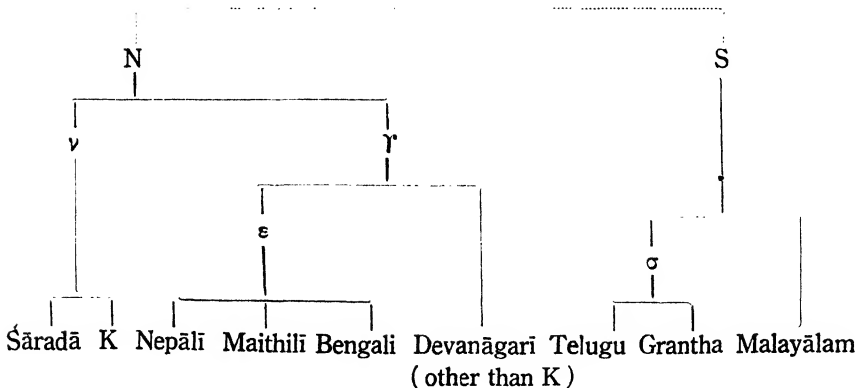 N S
ν γ
ε σ
Śāradā K Nepālī Maithilī Bengali Devanāgarī Telugu Grantha Malayālam
( other than K )